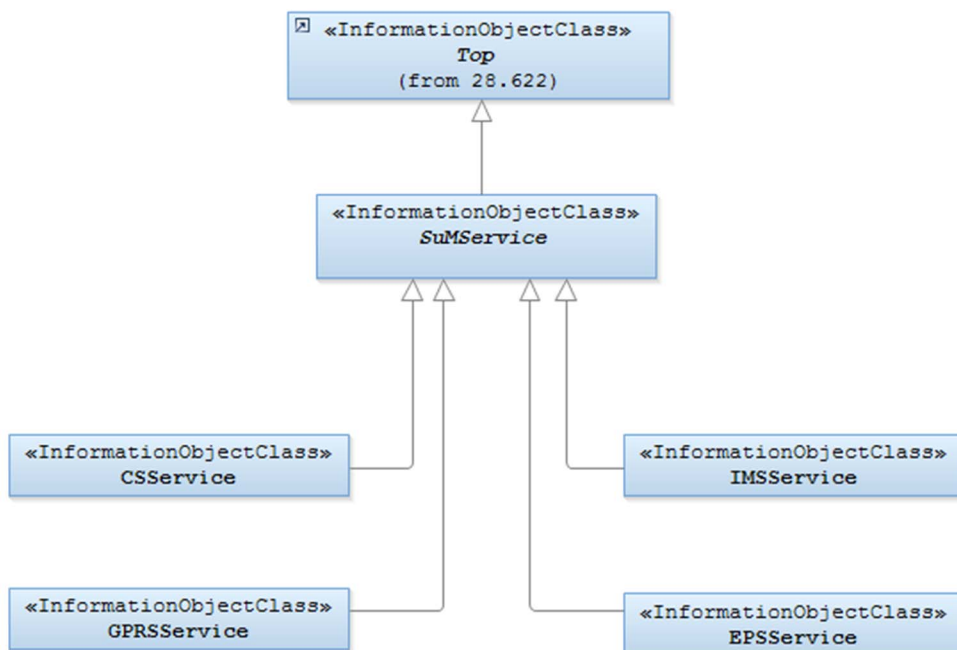 «InformationObjectClass»
Top
(from 28.622)
«InformationObjectClass»
SuMService
«InformationObjectClass»
CSService
«InformationObjectClass»
IMSService
«InformationObjectClass»
GPRSService
«InformationObjectClass»
EPSService